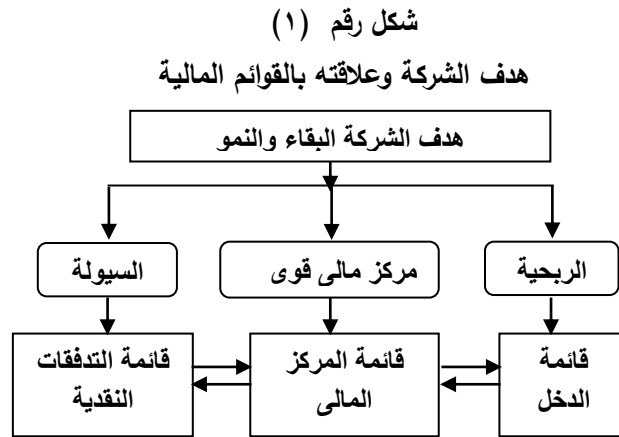 شكل رقم (١)
هدف الشركة وعلاقته بالقوائم المالية
هدف الشركة البقاء والنمو
الربحية
مركز مالى قوى
السيولة
قائمة
الدخل
قائمة المركز
المالى
قائمة التدفقات
النقدية